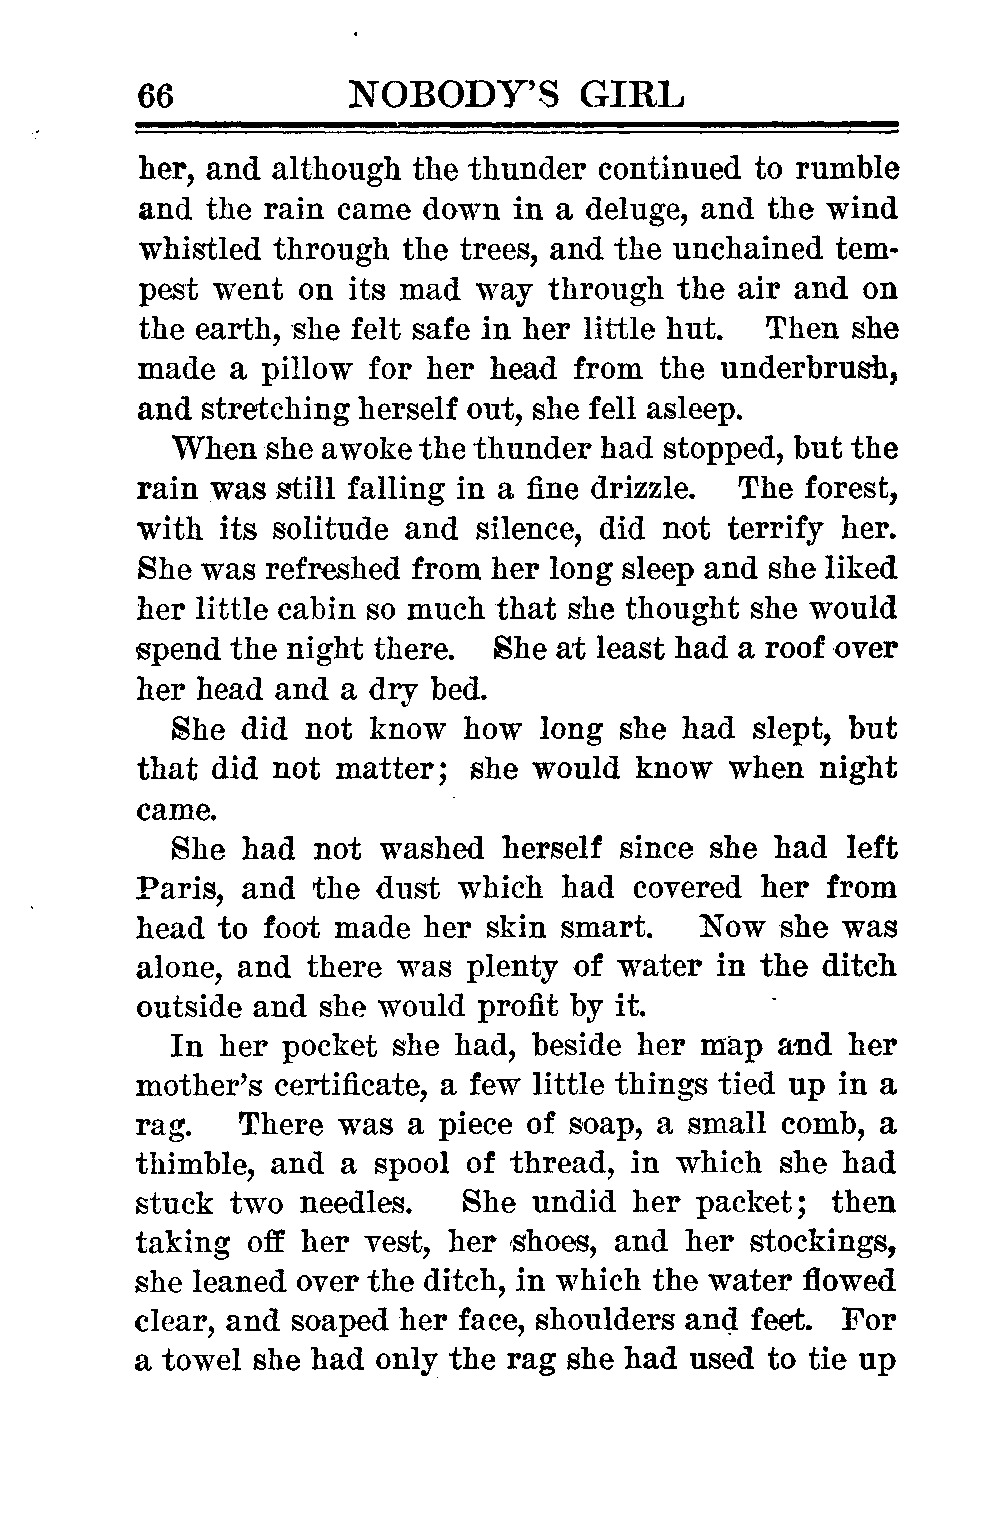 66 NOBODY'S GIRL
her, and although the thunder continued to rumble
and the rain came down in a deluge, and the wind
whistled through the trees, and the unchained tem-
pest went on its mad way through the air and on
the earth, she felt safe in her little hut. Then she
made a pillow for her head from the underbrush,
and stretching herself out, she fell asleep.
When she awoke the thunder had stopped, but the
rain was still falling in a fine drizzle. The forest,
with its solitude and silence, did not terrify her.
She was refreshed from her long sleep and she liked
her little cabin so much that she thought she would
spend the night there. She at least had a roof over
her head and a dry bed.
She did not know how long she had slept, but
that did not matter; she would know when night
came.
She had not washed herself since she had left
Paris, and the dust which had covered her from
head to foot made her skin smart. Now she was
alone, and there was plenty of water in the ditch
outside and she would profit by it.
In her pocket she had, beside her map and her
mother's certificate, a few little things tied up in a
rag. There was a piece of soap, a small comb, a
thimble, and a spool of thread, in which she had
stuck two needles. She undid her packet; then
taking off her vest, her shoes, and her stockings,
she leaned over the ditch, in which the water flowed
clear, and soaped her face, shoulders and feet. For
a towel she had only the rag she had used to tie up